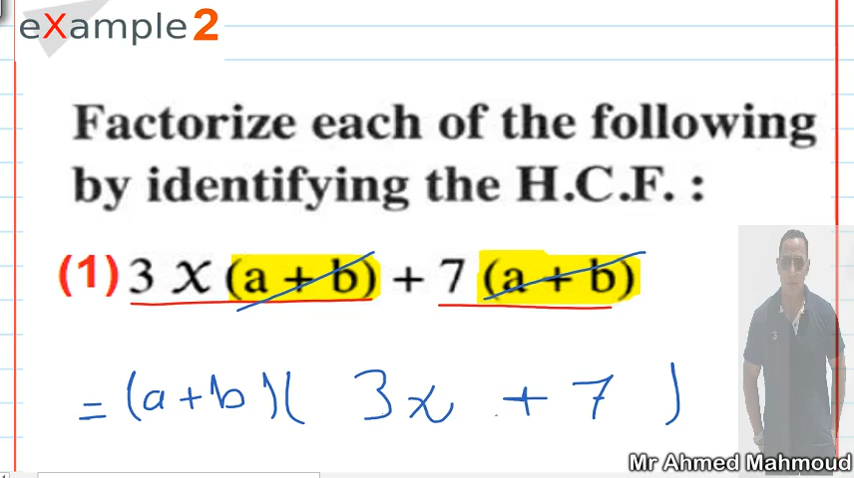 eXample 2
Factorize each of the following
by identifying the H.C.F. :
(1) 3 x (a + b) + 7 (a + b)
= (a+b)( 3x + 7 )
Mr Ahmed Mahmoud